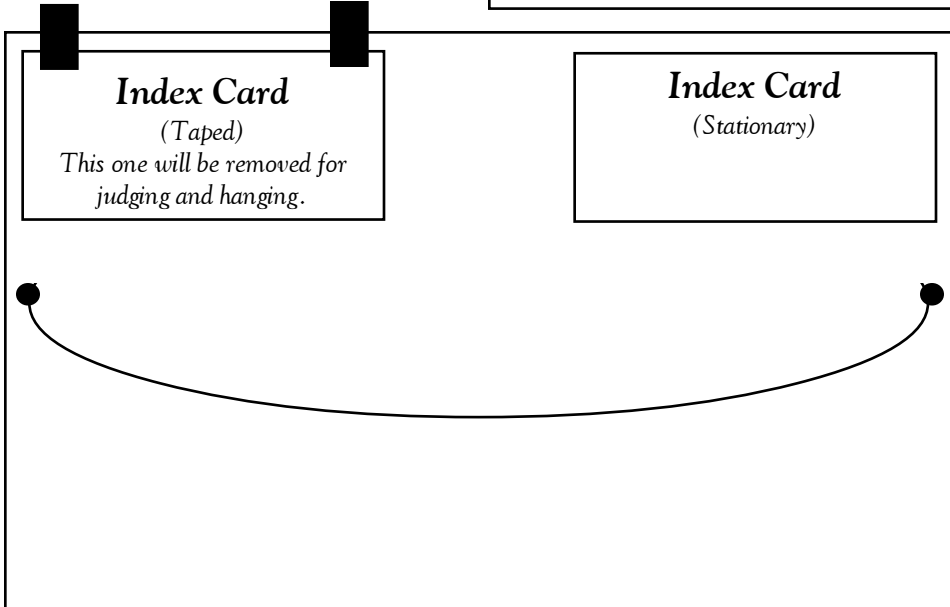 Index Card
(Taped)
This one will be removed for
judging and hanging.
Index Card
(Stationary)